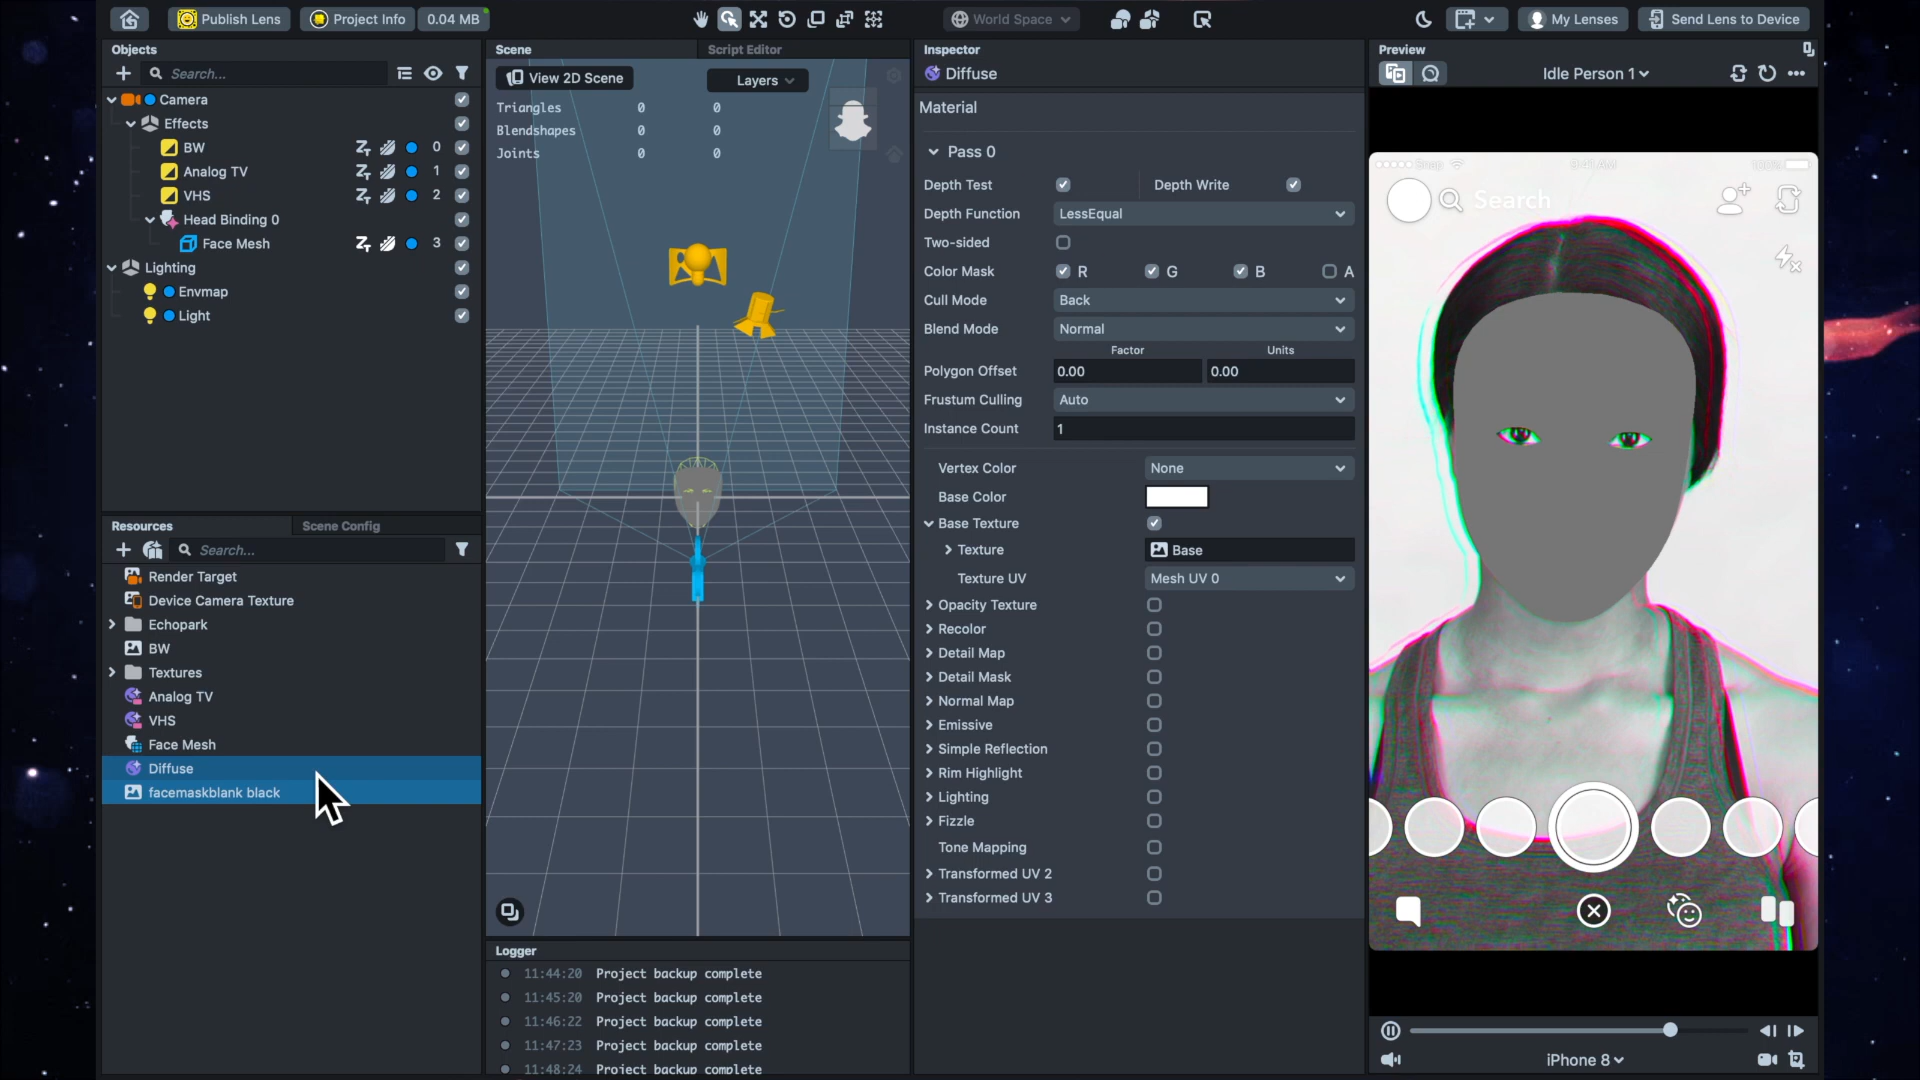 Publish Lens
Project Info
0.04 MB
World Space
My Lenses
Send Lens to Device
Objects
Search...
Camera
Effects
BW
0
Analog TV
1
VHS
2
Head Binding 0
Face Mesh
3
Lighting
Envmap
Light
Resources
Scene Config
Search...
Render Target
Device Camera Texture
Echopark
BW
Textures
Analog TV
VHS
Face Mesh
Diffuse
facemaskblank black
Scene
Script Editor
View 2D Scene
Layers
Triangles 0 0
Blendshapes 0 0
Joints 0 0
Logger
11:44:20 Project backup complete
11:45:20 Project backup complete
11:46:22 Project backup complete
11:47:23 Project backup complete
11:48:24 Project backup complete
Inspector
Diffuse
Material
Pass 0
Depth Test
Depth Write
Depth Function LessEqual
Two-sided
Color Mask R G B A
Cull Mode Back
Blend Mode Normal
Factor Units
Polygon Offset 0.00 0.00
Frustum Culling Auto
Instance Count 1
Vertex Color None
Base Color
Base Texture
Texture Base
Texture UV Mesh UV 0
Opacity Texture
Recolor
Detail Map
Detail Mask
Normal Map
Emissive
Simple Reflection
Rim Highlight
Lighting
Fizzle
Tone Mapping
Transformed UV 2
Transformed UV 3
Preview
Idle Person 1
Snap 9:41 AM
Search
iPhone 8